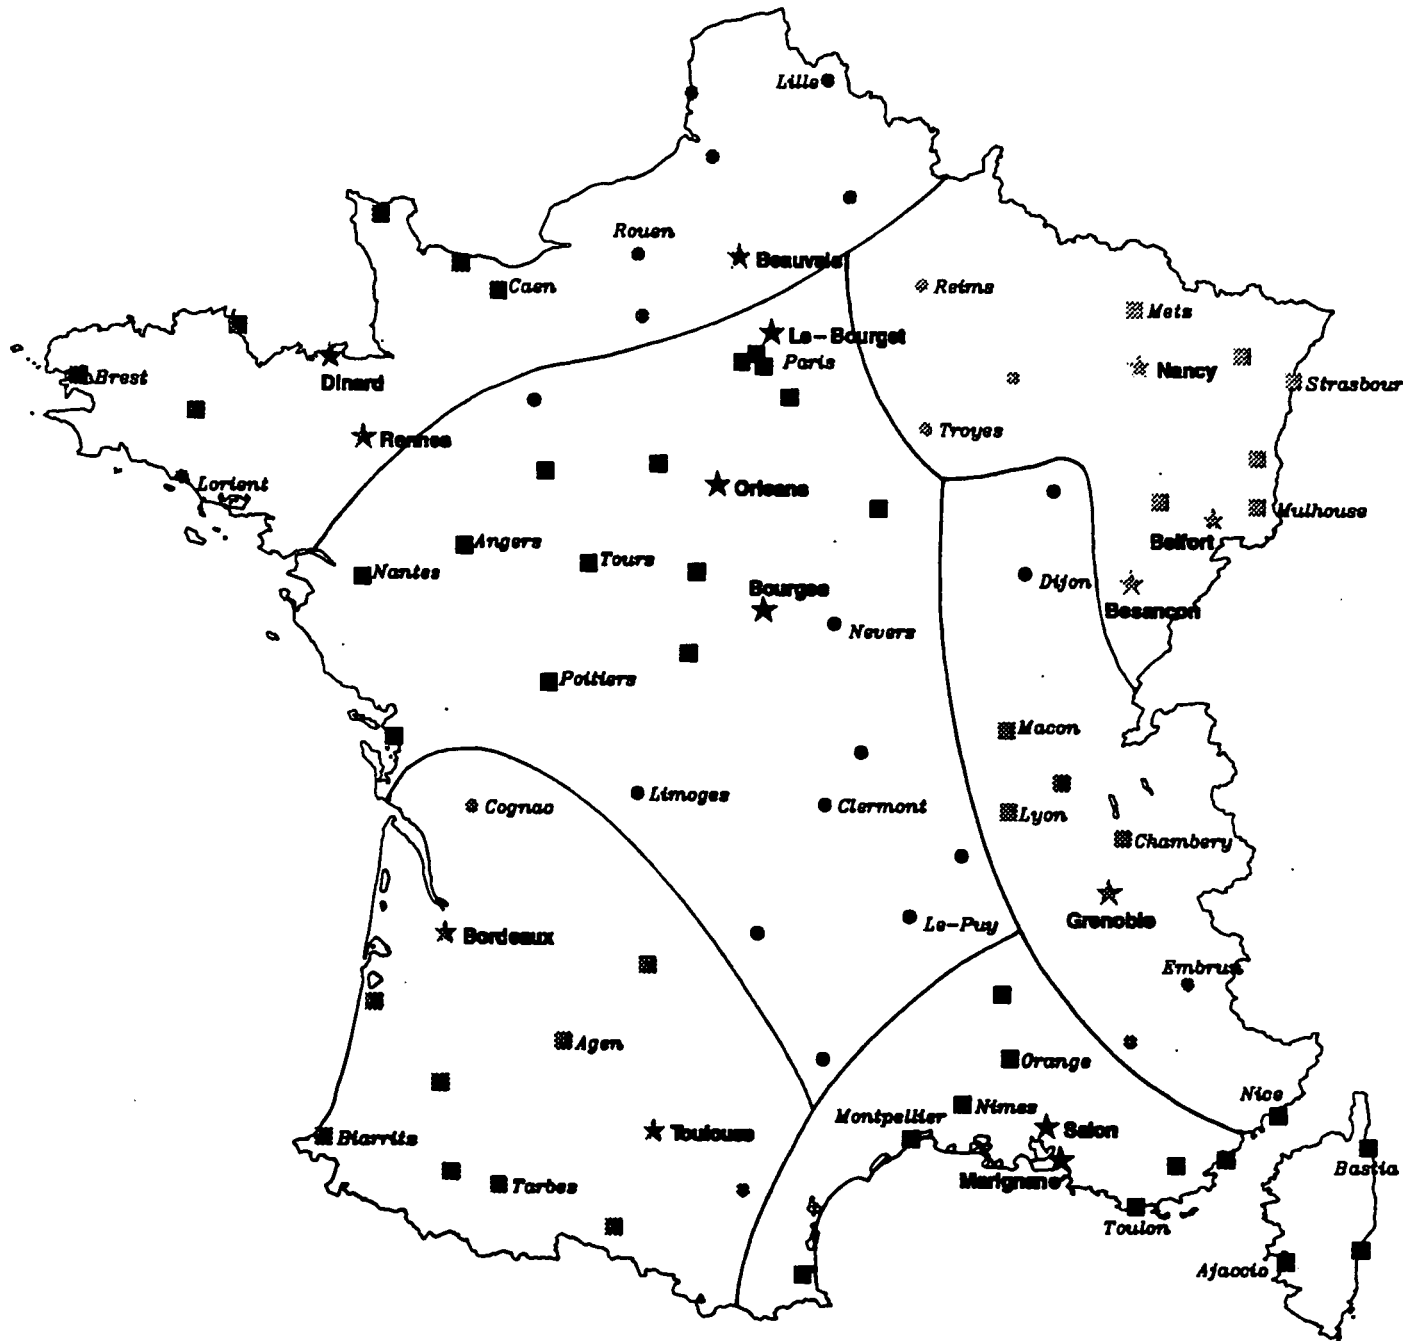 Lille
Rouen
Beauvais
Caen
Reims
Metz
Le-Bourget
Paris
Nancy
Brest
Dinard
Strasbour
Rennes
Troyes
Lorient
Orleans
Mulhouse
Belfort
Angers
Tours
Nantes
Dijon
Bourges
Besancon
Nevers
Poitiers
Macon
Limoges
Clermont
Cognac
Lyon
Chambery
Grenoble
Le-Puy
Bordeaux
Embrun
Agen
Orange
Nice
Nimes
Montpellier
Salon
Biarritz
Toulouse
Bastia
Marignane
Tarbes
Toulon
Ajaccio